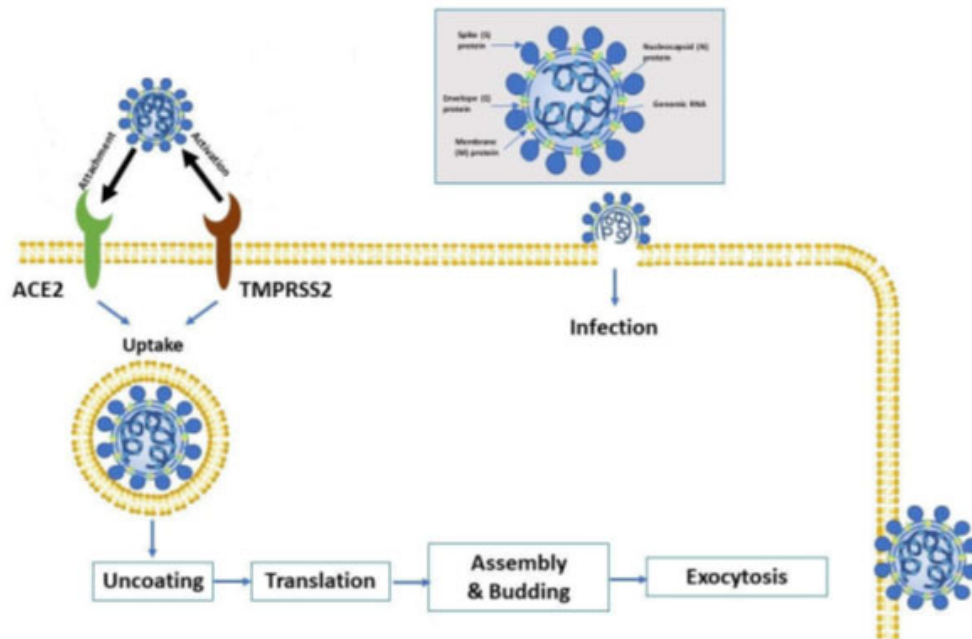 Spike (S)
protein
Nucleocapsid (N)
protein
Envelope (E)
protein
Genomic RNA
Membrane
(M) protein
Attachment
Activation
ACE2
TMPRSS2
Infection
Uptake
Uncoating
Translation
Assembly
& Budding
Exocytosis